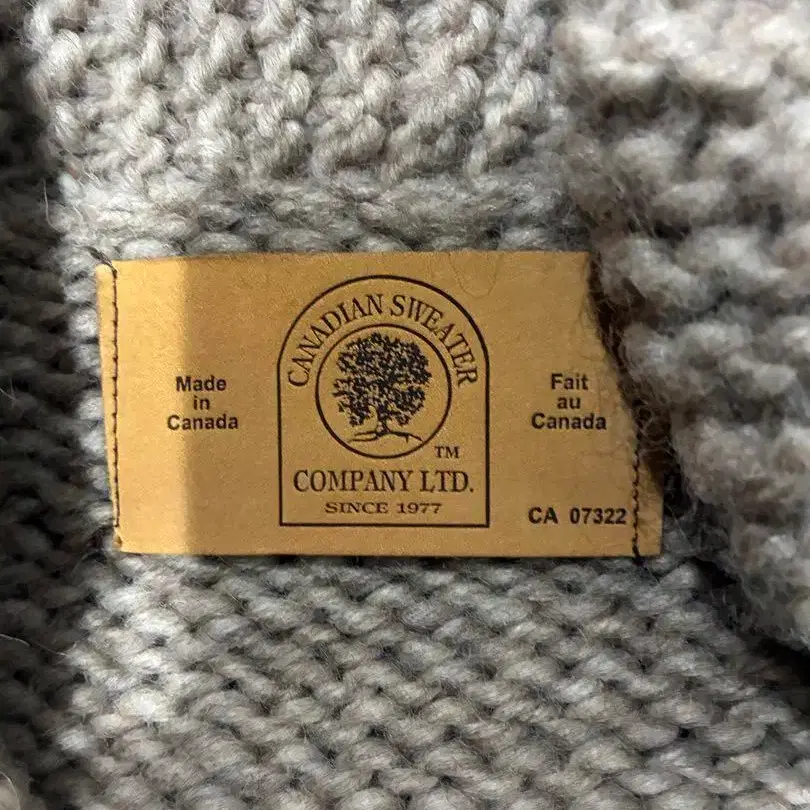 Made
in
Canada
CANADIAN SWEATER
TM
COMPANY LTD.
SINCE 1977
Fait
au
Canada
CA 07322